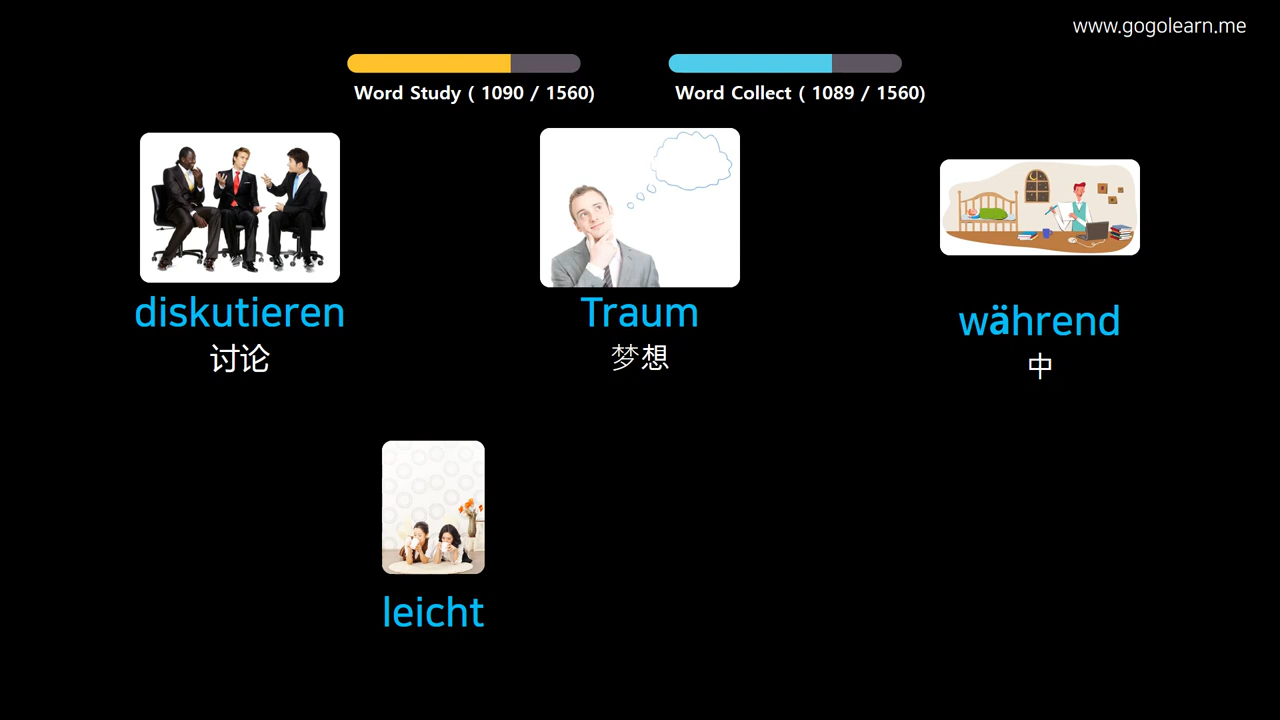 www.gogolearn.me
Word Study ( 1090 / 1560)
Word Collect ( 1089 / 1560)
diskutieren
讨论
Traum
梦想
während
中
leicht